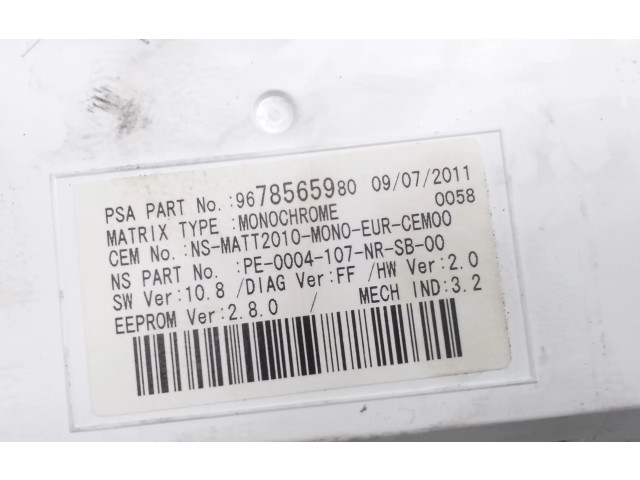 PSA PART No.:9678565980 09/07/2011
MATRIX TYPE :MONOCHROME 0058
CEM No.:NS-MATT2010-MONO-EUR-CEM00
NS PART No. :PE-0004-107-NR-SB-00
SW Ver:10.8 /DIAG Ver:FF /HW Ver:2.0
EEPROM Ver:2.8.0 / MECH IND:3.2